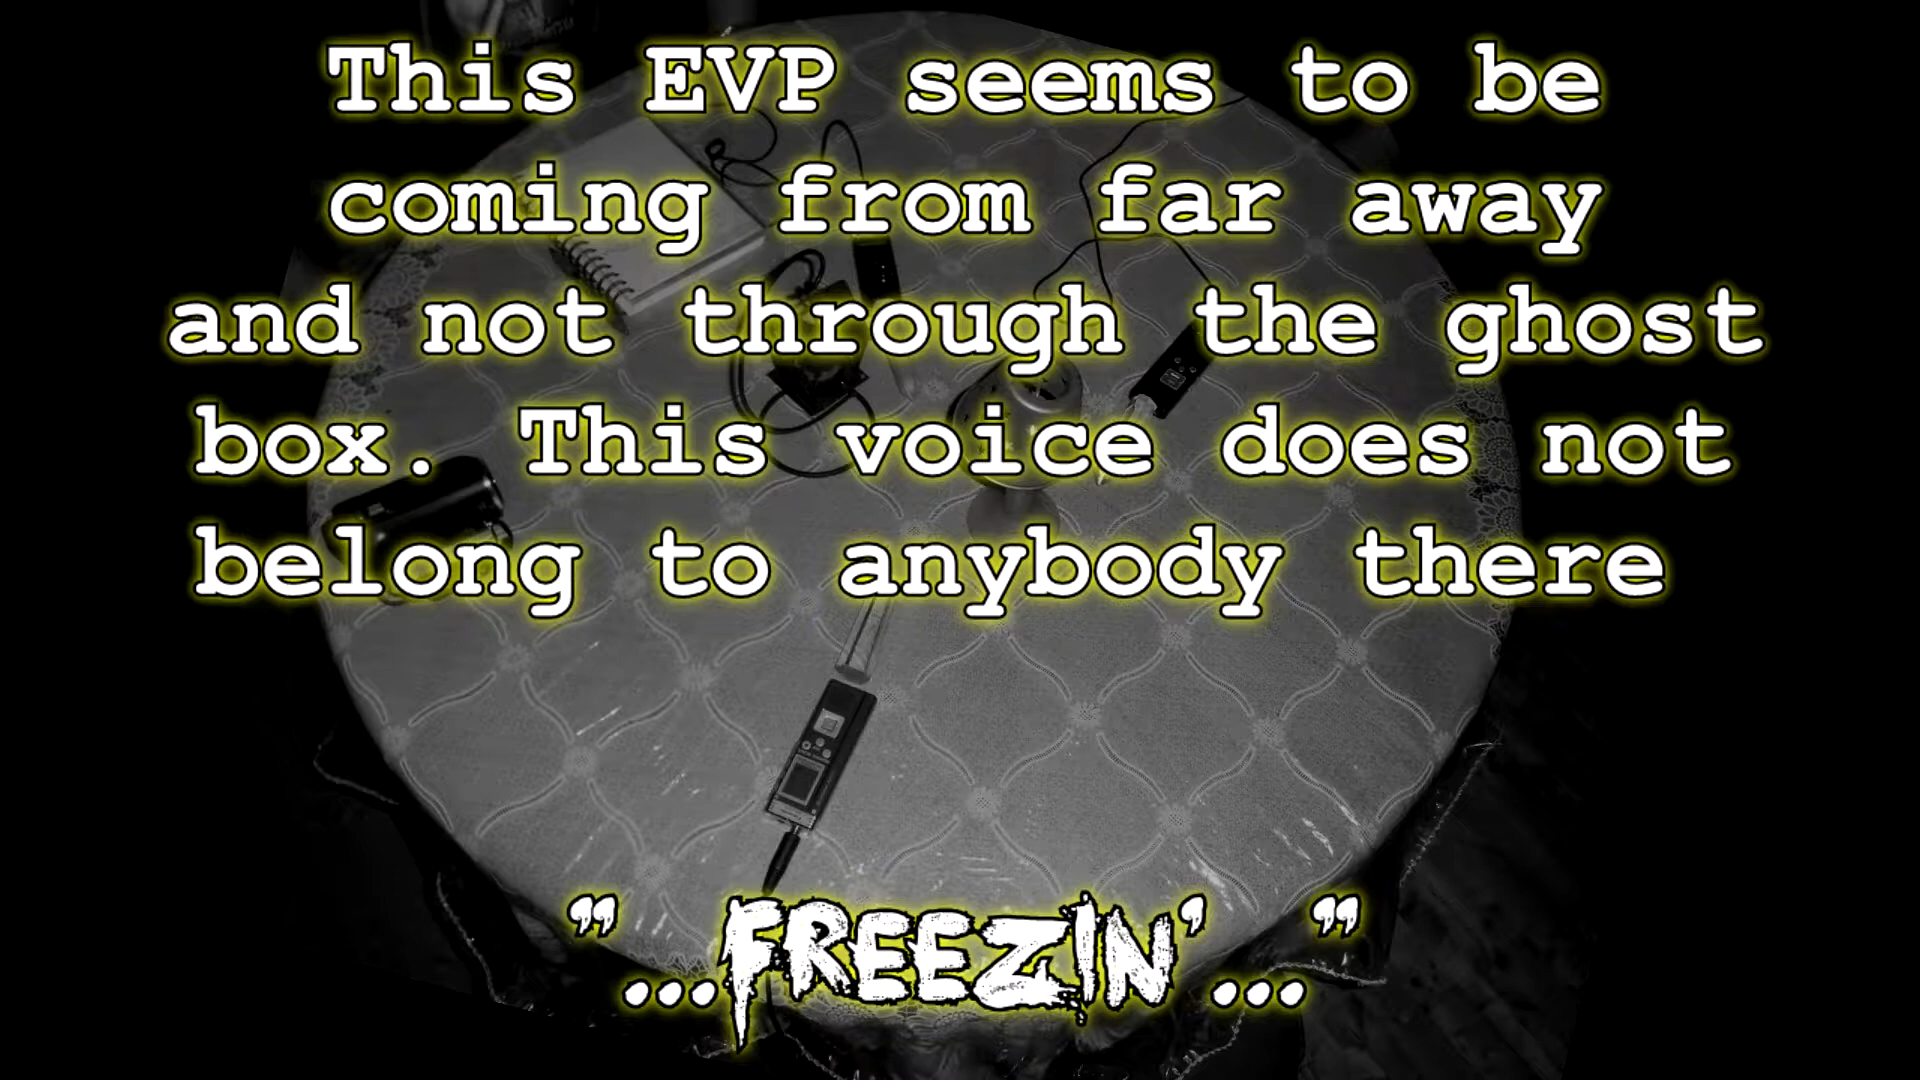 This EVP seems to be
coming from far away
and not through the ghost
box. This voice does not
belong to anybody there
"...FREEZIN'..."